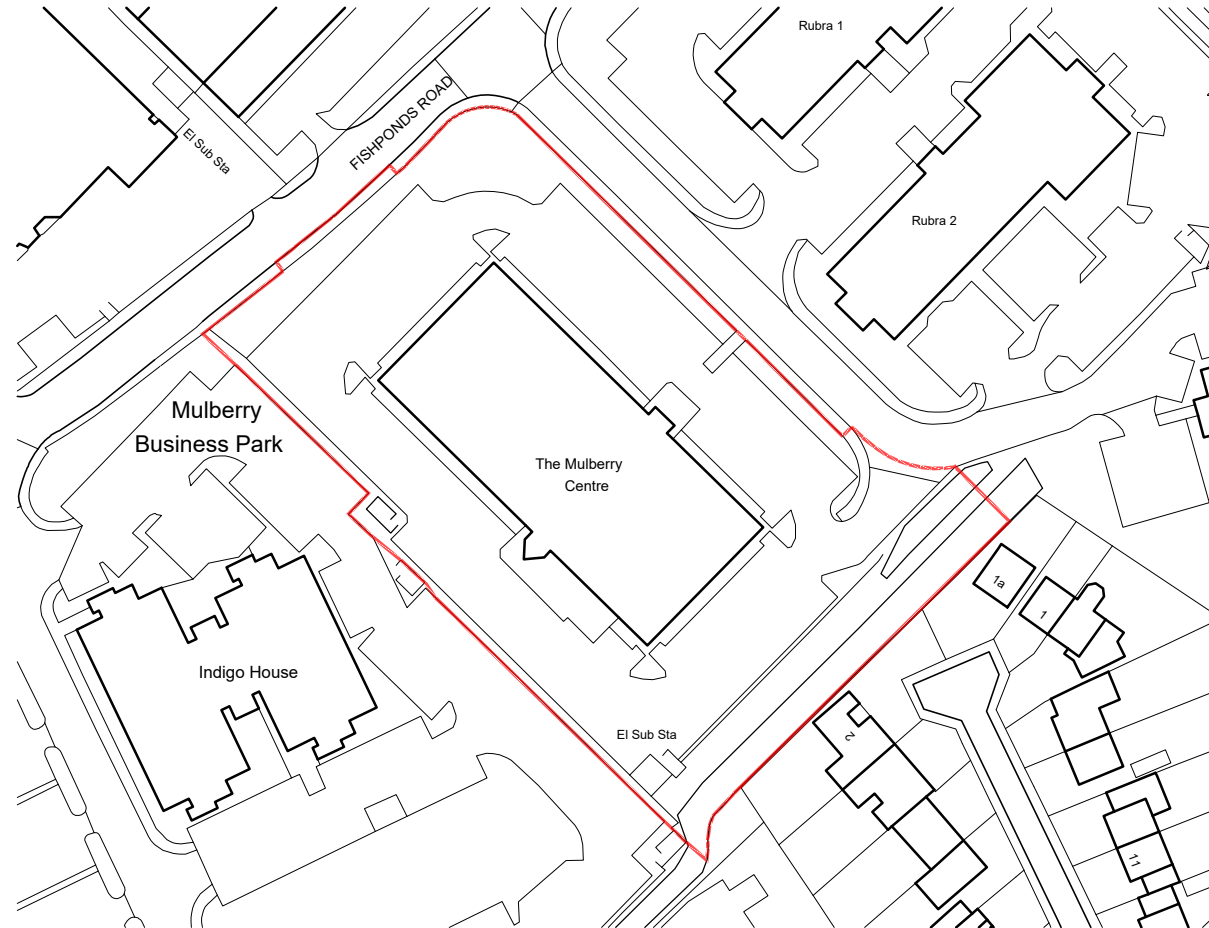 Rubra 1
FISHPONDS ROAD
El Sub Sta
Rubra 2
Mulberry
Business Park
The Mulberry
Centre
1a
1
Indigo House
2
El Sub Sta
11